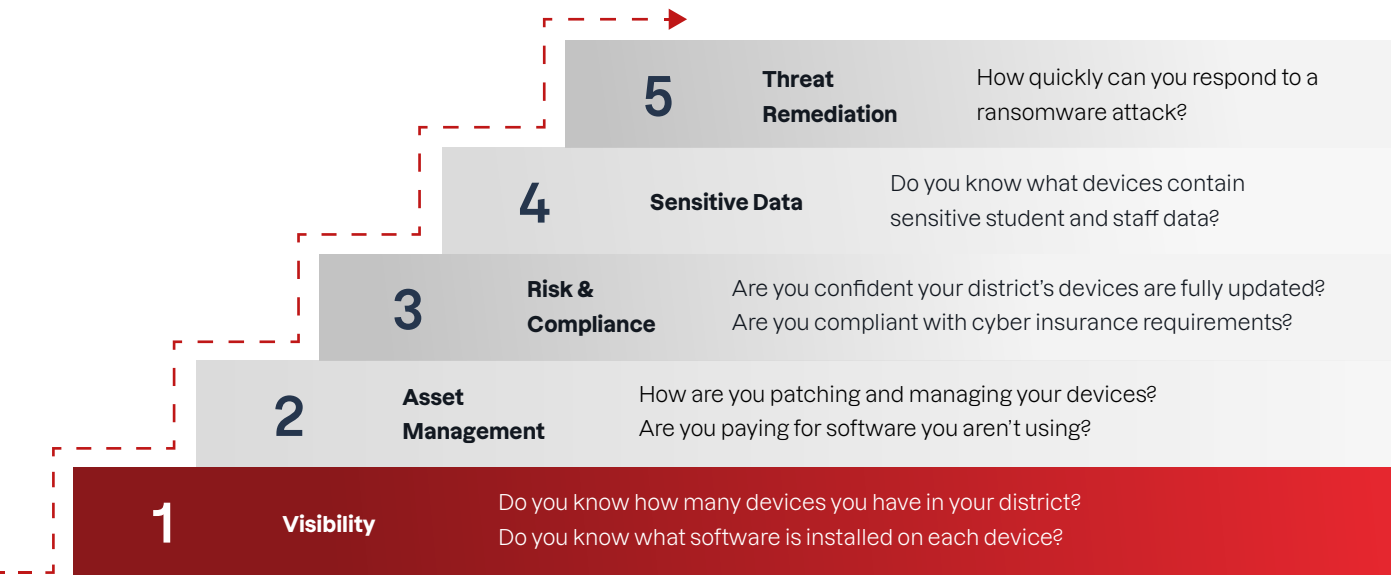 5
Threat
Remediation
How quickly can you respond to a
ransomware attack?
4
Sensitive Data
Do you know what devices contain
sensitive student and staff data?
3
Risk &
Compliance
Are you confident your district's devices are fully updated?
Are you compliant with cyber insurance requirements?
2
Asset
Management
How are you patching and managing your devices?
Are you paying for software you aren't using?
1
Visibility
Do you know how many devices you have in your district?
Do you know what software is installed on each device?